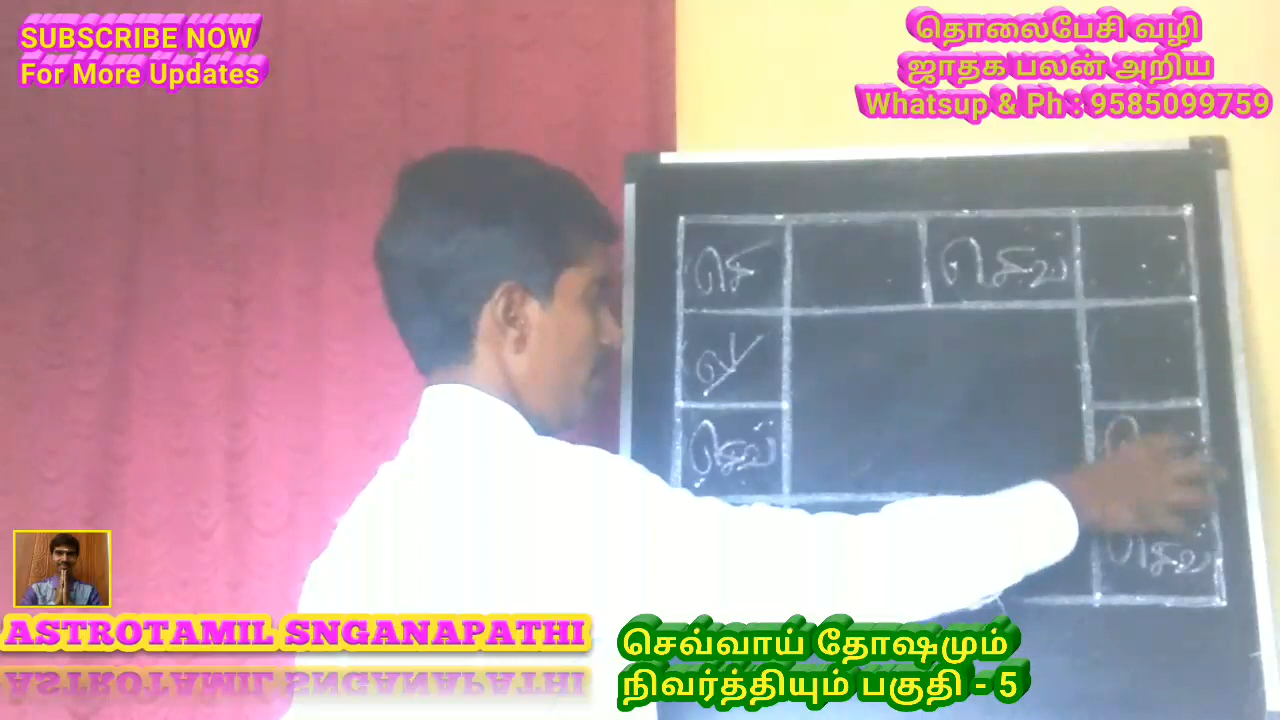 SUBSCRIBE NOW
For More Updates
தொலைபேசி வழி
ஜாதக பலன் அறிய
Whatsup & Ph : 9585099759
செ
செவ
செவ்
செவ்
ASTROTAMIL SNGANAPATHI
செவ்வாய் தோஷமும்
நிவர்த்தியும் பகுதி - 5